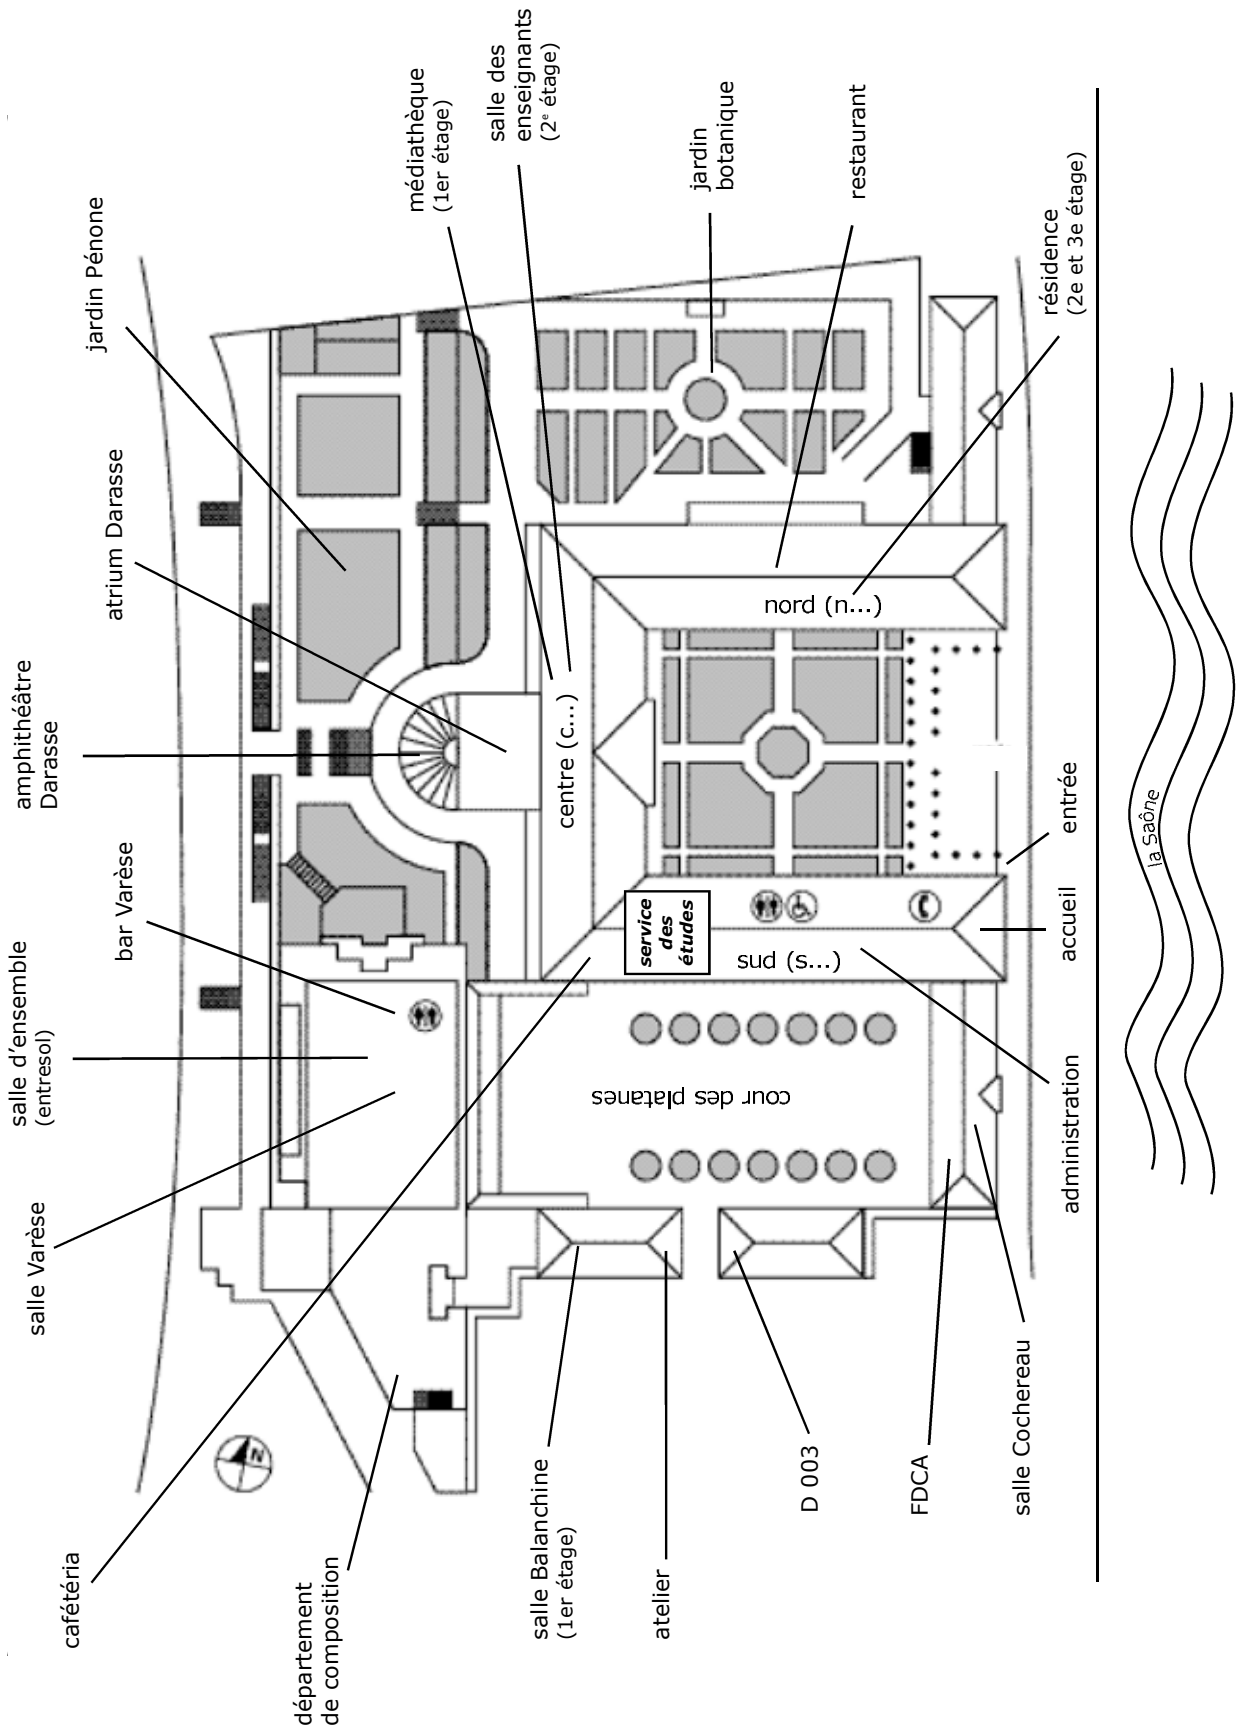 cafétéria
salle Varèse
salle d'ensemble
(entresol)
bar Varèse
amphithéâtre
Darasse
atrium Darasse
jardin Pénone
médiathèque
(1er étage)
salle des
enseignants
(2e étage)
jardin
botanique
restaurant
résidence
(2e et 3e étage)
nord (n...)
centre (c...)
service
des
études
sud (s...)
cour des platanes
entrée
accueil
administration
la Saône
N
département
de composition
salle Balanchine
(1er étage)
atelier
D 003
FDCA
salle Cochereau